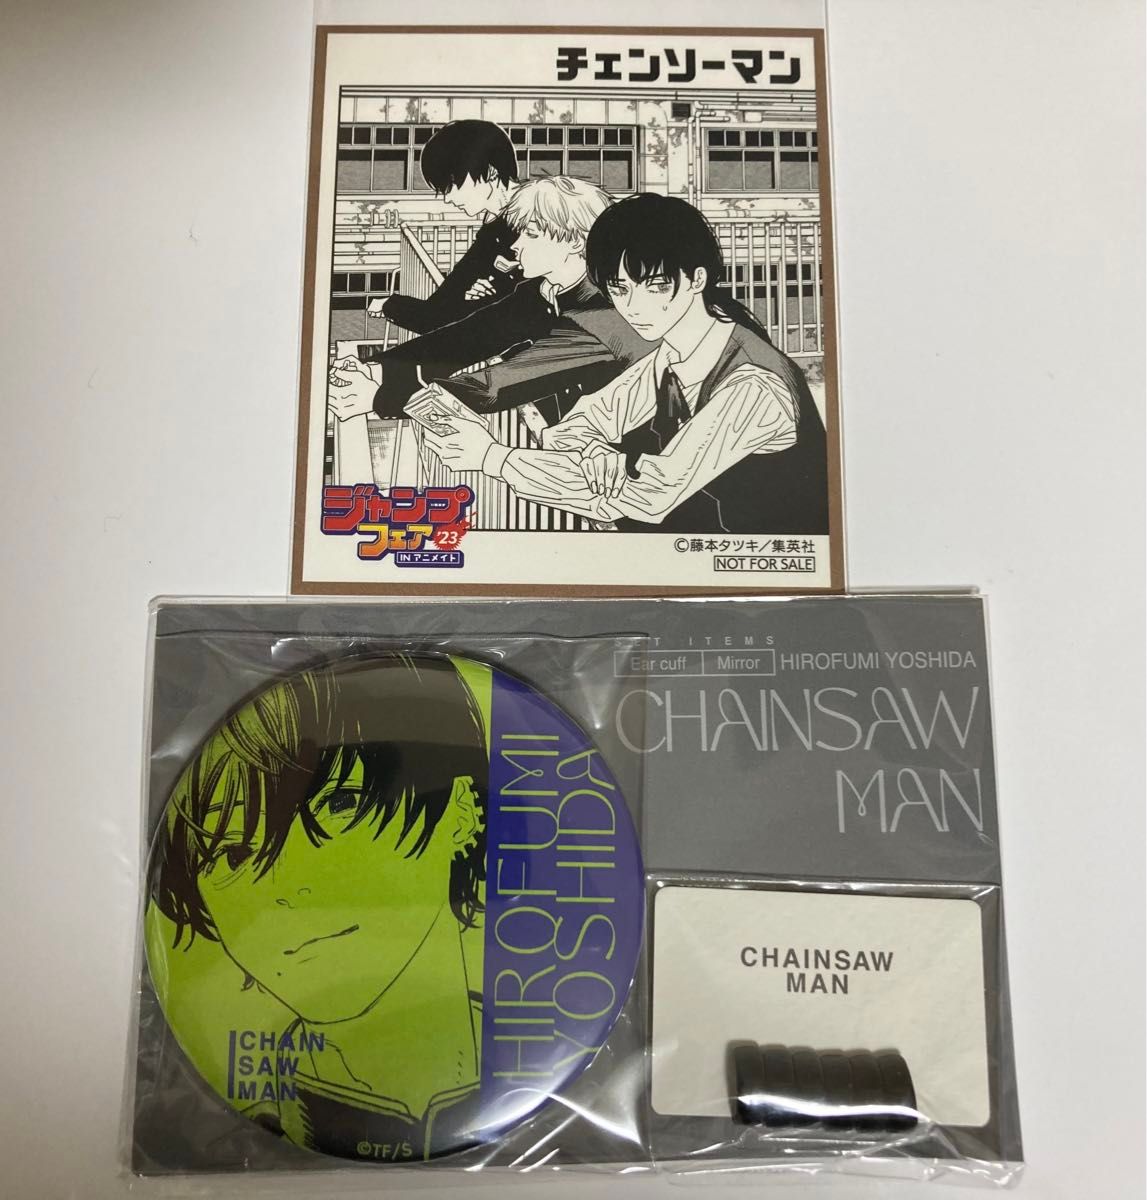 チェンソーマン
ジャンプ
フェア '23
IN アニメイト
©藤本タツキ／集英社
NOT FOR SALE
SET ITEMS
Ear cuff Mirror HIROFUMI YOSHIDA
CHAINSAW
MAN
HIROFUMI
YOSHIDA
CHAIN
SAW
MAN
©TF/S
CHAINSAW
MAN